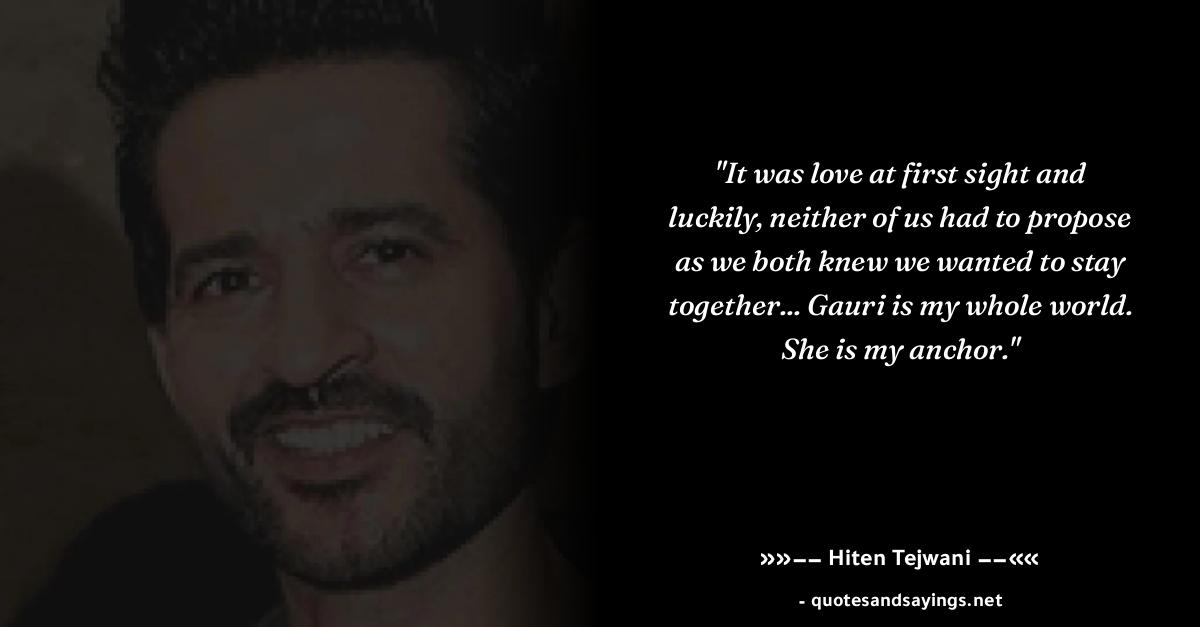 "It was love at first sight and
luckily, neither of us had to propose
as we both knew we wanted to stay
together... Gauri is my whole world.
She is my anchor."
»»−− Hiten Tejwani −−««
- quotesandsayings.net